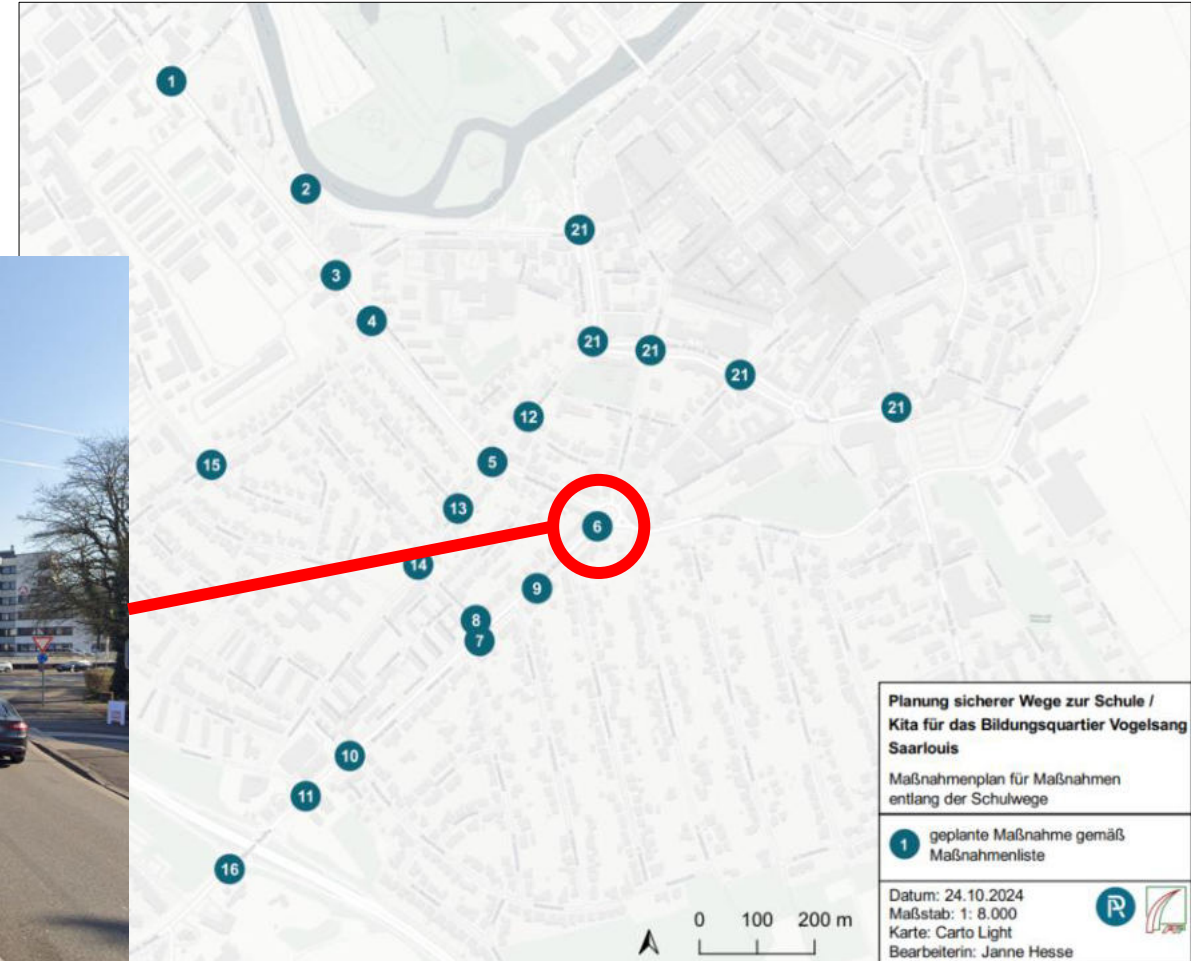 1
2
21
3
4
21
21
21
21
12
5
15
13
6
14
9
8
7
10
11
16
Planung sicherer Wege zur Schule /
Kita für das Bildungsquartier Vogelsang
Saarlouis
Maßnahmenplan für Maßnahmen
entlang der Schulwege
1
geplante Maßnahme gemäß
Maßnahmenliste
Datum: 24.10.2024
Maßstab: 1: 8.000
Karte: Carto Light
Bearbeiterin: Janne Hesse
0 100 200 m